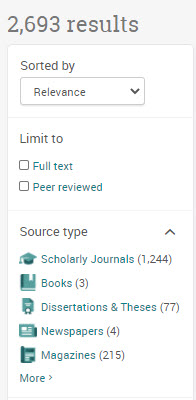 2,693 results
Sorted by
Relevance
Limit to
Full text
Peer reviewed
Source type
Scholarly Journals (1,244)
Books (3)
Dissertations & Theses (77)
Newspapers (4)
Magazines (215)
More >